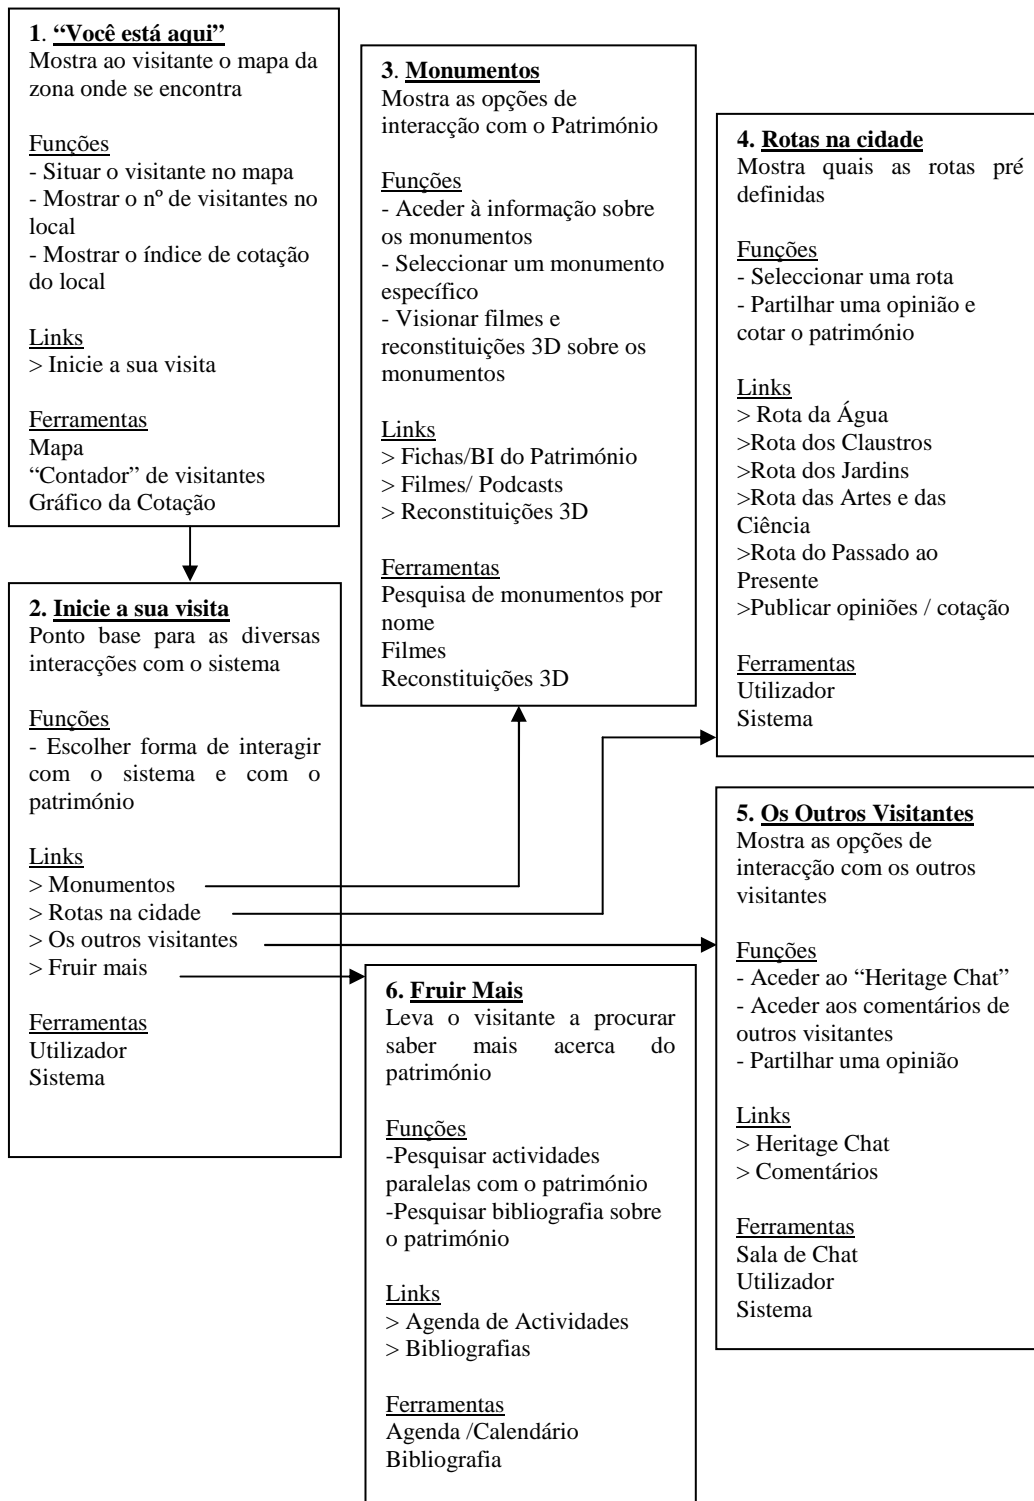 1. “Você está aqui”
Mostra ao visitante o mapa da
zona onde se encontra
Funções
- Situar o visitante no mapa
- Mostrar o nº de visitantes no
local
- Mostrar o índice de cotação
do local
Links
> Inicie a sua visita
Ferramentas
Mapa
“Contador” de visitantes
Gráfico da Cotação
2. Inicie a sua visita
Ponto base para as diversas
interacções com o sistema
Funções
- Escolher forma de interagir
com o sistema e com o
património
Links
> Monumentos
> Rotas na cidade
> Os outros visitantes
> Fruir mais
Ferramentas
Utilizador
Sistema
3. Monumentos
Mostra as opções de
interacção com o Património
Funções
- Aceder à informação sobre
os monumentos
- Seleccionar um monumento
específico
- Visionar filmes e
reconstituições 3D sobre os
monumentos
Links
> Fichas/BI do Património
> Filmes/ Podcasts
> Reconstituições 3D
Ferramentas
Pesquisa de monumentos por
nome
Filmes
Reconstituições 3D
4. Rotas na cidade
Mostra quais as rotas pré
definidas
Funções
- Seleccionar uma rota
- Partilhar uma opinião e
cotar o património
Links
> Rota da Água
>Rota dos Claustros
>Rota dos Jardins
>Rota das Artes e das
Ciência
>Rota do Passado ao
Presente
>Publicar opiniões / cotação
Ferramentas
Utilizador
Sistema
5. Os Outros Visitantes
Mostra as opções de
interacção com os outros
visitantes
Funções
- Aceder ao “Heritage Chat”
- Aceder aos comentários de
outros visitantes
- Partilhar uma opinião
Links
> Heritage Chat
> Comentários
Ferramentas
Sala de Chat
Utilizador
Sistema
6. Fruir Mais
Leva o visitante a procurar
saber mais acerca do
património
Funções
-Pesquisar actividades
paralelas com o património
-Pesquisar bibliografia sobre
o património
Links
> Agenda de Actividades
> Bibliografias
Ferramentas
Agenda /Calendário
Bibliografia